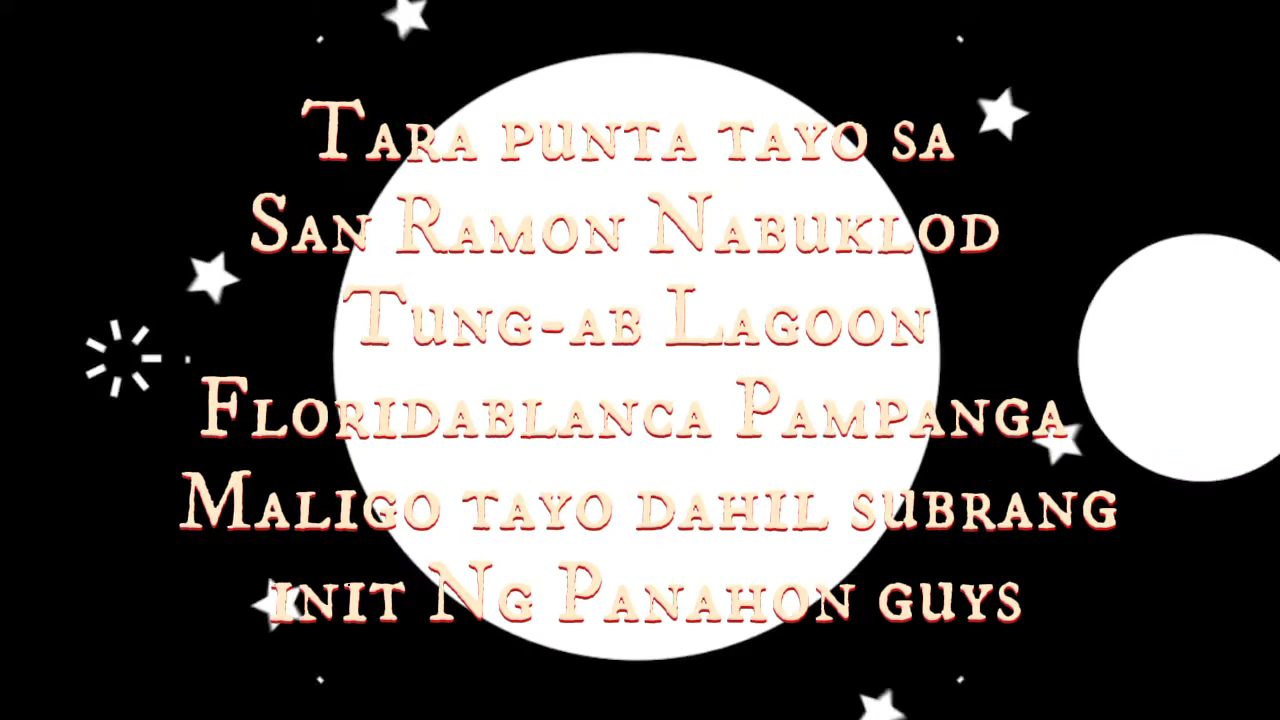 Tara punta tayo sa
San Ramon Nabuklod
Tung-ab Lagoon
Floridablanca Pampanga
Maligo tayo dahil subrang
init Ng Panahon guys